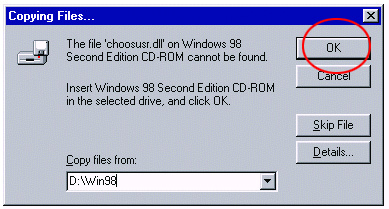 Copying Files...
The file 'choosusr.dll' on Windows 98
Second Edition CD-ROM cannot be found.
Insert Windows 98 Second Edition CD-ROM
in the selected drive, and click OK.
OK
Cancel
Skip File
Details...
Copy files from:
D:\Win98